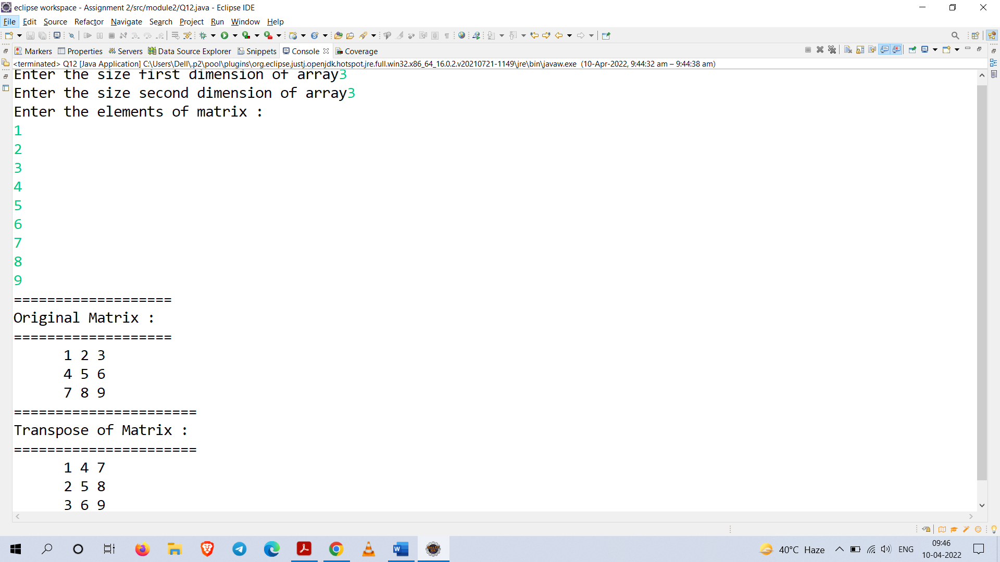 eclipse workspace - Assignment 2/src/module2/Q12.java - Eclipse IDE
File Edit Source Refactor Navigate Search Project Run Window Help
Markers Properties Servers Data Source Explorer Snippets Console Coverage
<terminated> Q12 [Java Application] C:\Users\Dell\.p2\pool\plugins\org.eclipse.justj.openjdk.hotspot.jre.full.win32.x86_64_16.0.2.v20210721-1149\jre\bin\javaw.exe (10-Apr-2022, 9:44:32 am – 9:44:38 am)
Enter the size first dimension of array3
Enter the size second dimension of array3
Enter the elements of matrix :
1
2
3
4
5
6
7
8
9
===================
Original Matrix :
===================
1 2 3
4 5 6
7 8 9
======================
Transpose of Matrix :
======================
1 4 7
2 5 8
3 6 9
40°C Haze
ENG
09:46
10-04-2022